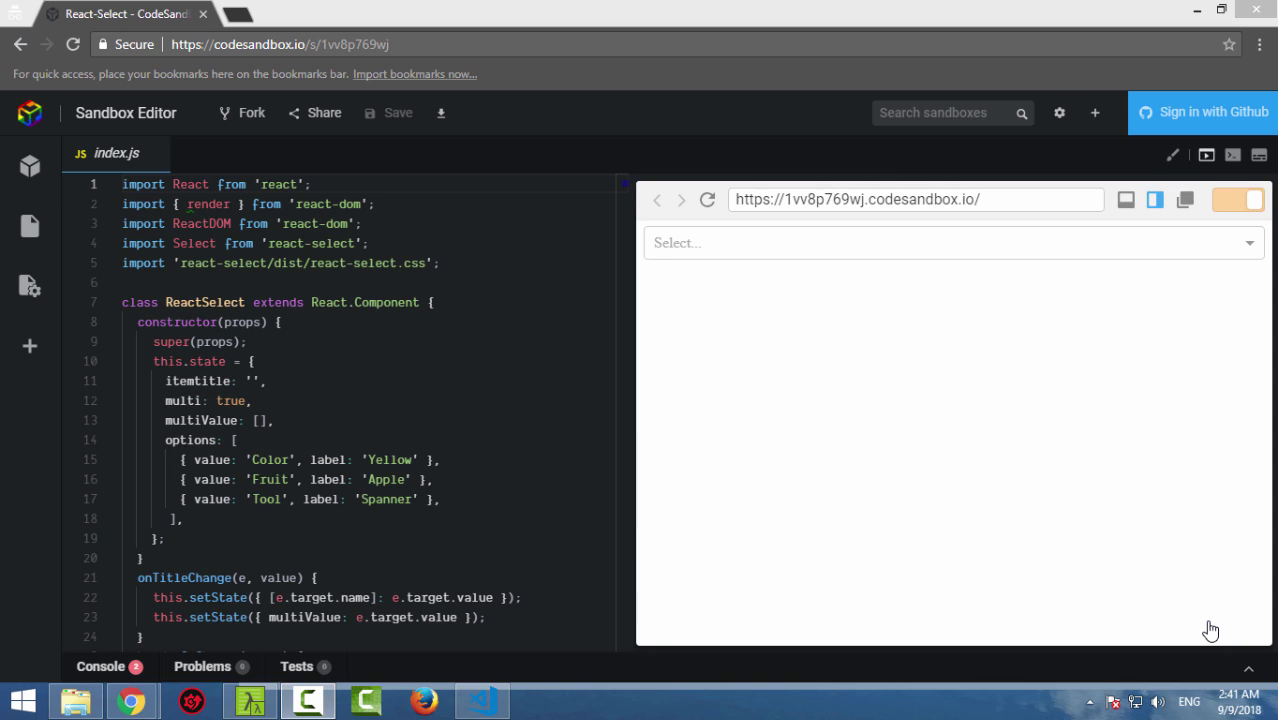 React-Select - CodeSand
Secure https://codesandbox.io/s/1vv8p769wj
For quick access, place your bookmarks here on the bookmarks bar. Import bookmarks now...
Sandbox Editor Fork Share Save Search sandboxes Sign in with Github
JS index.js
1 import React from 'react';
2 import { render } from 'react-dom';
3 import ReactDOM from 'react-dom';
4 import Select from 'react-select';
5 import 'react-select/dist/react-select.css';
6
7 class ReactSelect extends React.Component {
8 constructor(props) {
9 super(props);
10 this.state = {
11 itemtitle: '',
12 multi: true,
13 multiValue: [],
14 options: [
15 { value: 'Color', label: 'Yellow' },
16 { value: 'Fruit', label: 'Apple' },
17 { value: 'Tool', label: 'Spanner' },
18 ],
19 };
20 }
21 onTitleChange(e, value) {
22 this.setState({ [e.target.name]: e.target.value });
23 this.setState({ multiValue: e.target.value });
24 }
https://1vv8p769wj.codesandbox.io/
Select...
Console 2 Problems 0 Tests 0
ENG
2:41 AM
9/9/2018